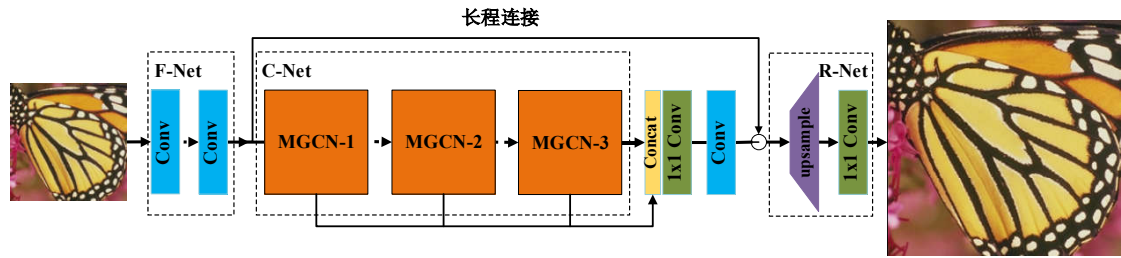 长程连接
F-Net
C-Net
R-Net
Conv
Conv
MGCN-1
MGCN-2
MGCN-3
Concat
1x1 Conv
Conv
upsample
1x1 Conv